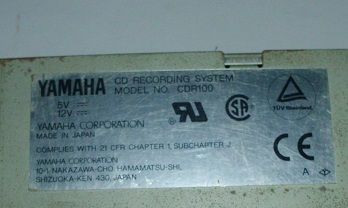 YAMAHA CD RECORDING SYSTEM
MODEL NO. CDR100
5V
12V
TÜV Rheinland
YAMAHA CORPORATION
MADE IN JAPAN
COMPLIES WITH 21 CFR CHAPTER 1, SUBCHAPTER J
YAMAHA CORPORATION
10-1, NAKAZAWA-CHO, HAMAMATSU-SHI,
SHIZUOKA-KEN, 430, JAPAN
CE
A